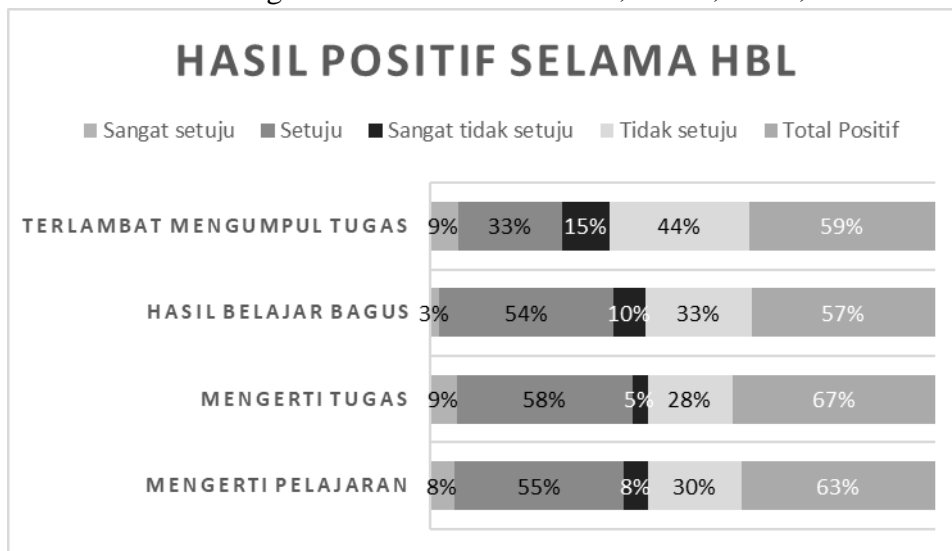 HASIL POSITIF SELAMA HBL
Sangat setuju Setuju Sangat tidak setuju Tidak setuju Total Positif
TERLAMBAT MENGUMPUL TUGAS 9% 33% 15% 44% 59%
HASIL BELAJAR BAGUS 3% 54% 10% 33% 57%
MENGERTI TUGAS 9% 58% 5% 28% 67%
MENGERTI PELAJARAN 8% 55% 8% 30% 63%